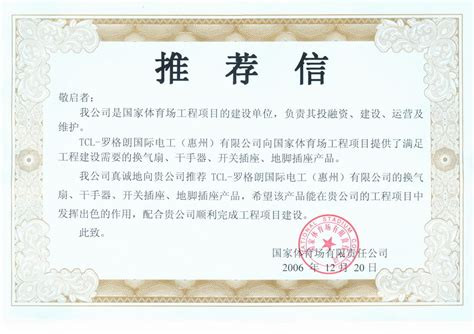 推荐信
敬启者：
我公司是国家体育场工程项目的建设单位，负责其投融资、建设、运营及
维护。
TCL-罗格朗国际电工（惠州）有限公司向国家体育场工程项目提供了满足
工程建设需要的换气扇、干手器、开关插座、地脚插座产品。
我公司真诚地向贵公司推荐 TCL-罗格朗国际电工（惠州）有限公司的换气
扇、干手器、开关插座、地脚插座产品，希望该产品能在贵公司的工程项目中
发挥出色的作用，配合贵公司顺利完成工程项目建设。
此致。
国家体育场有限责任公司
2006 年 12 月 20 日